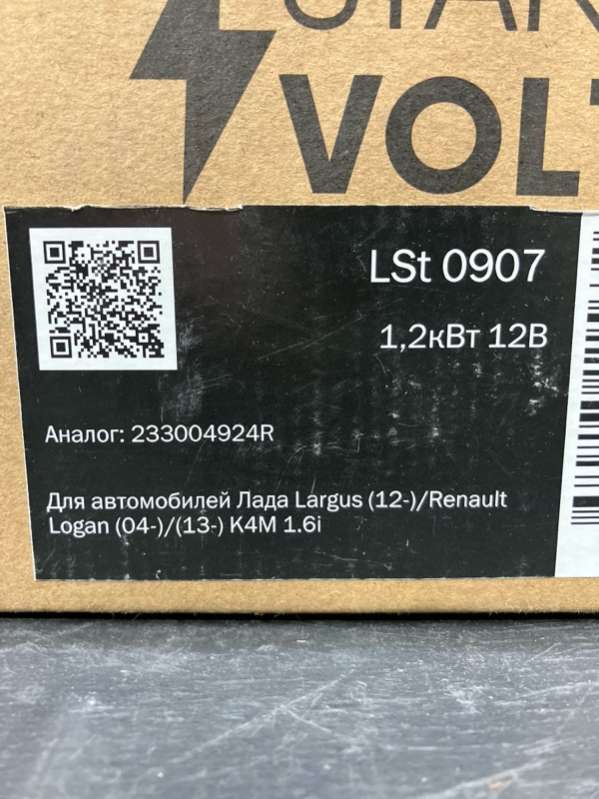 VOLT
LSt 0907
1,2кВт 12В
Аналог: 233004924R
Для автомобилей Лада Largus (12-)/Renault
Logan (04-)/(13-) K4M 1.6i